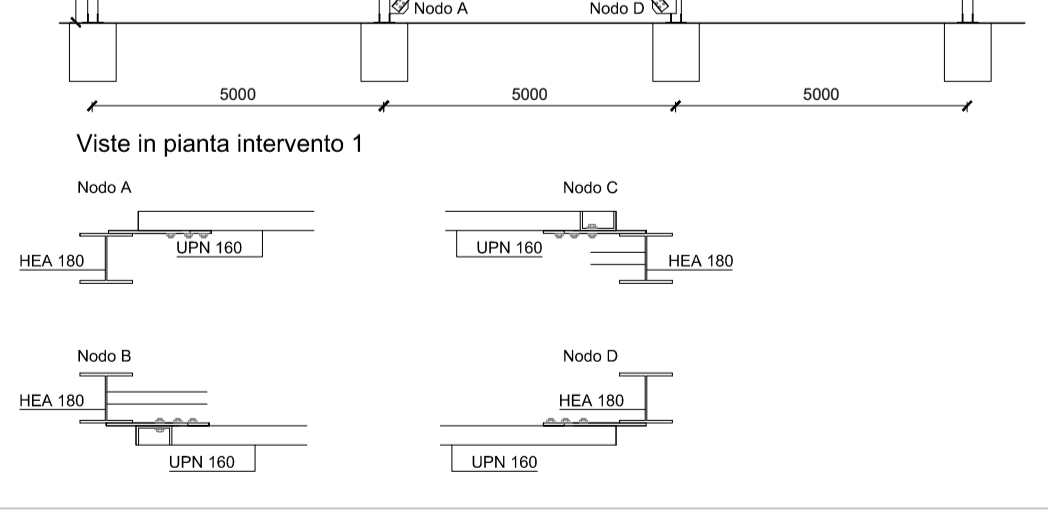 Nodo A
Nodo D
5000
5000
5000
Viste in pianta intervento 1
Nodo A
Nodo C
UPN 160
UPN 160
HEA 180
HEA 180
Nodo B
Nodo D
HEA 180
HEA 180
UPN 160
UPN 160